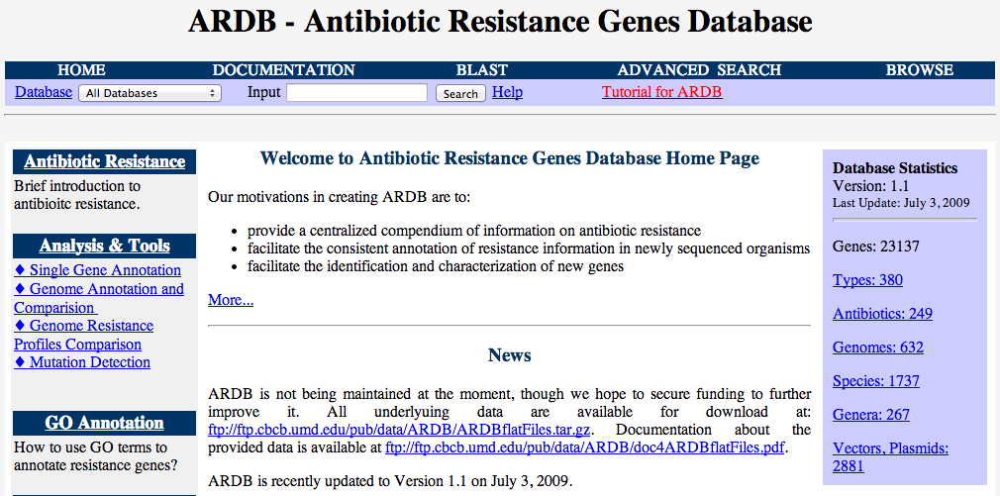 ARDB - Antibiotic Resistance Genes Database
HOME DOCUMENTATION BLAST ADVANCED SEARCH BROWSE
Database All Databases Input Search Help Tutorial for ARDB
Antibiotic Resistance
Brief introduction to
antibioitc resistance.
Analysis & Tools
♦ Single Gene Annotation
♦ Genome Annotation and
Comparision
♦ Genome Resistance
Profiles Comparison
♦ Mutation Detection
GO Annotation
How to use GO terms to
annotate resistance genes?
Welcome to Antibiotic Resistance Genes Database Home Page
Our motivations in creating ARDB are to:
• provide a centralized compendium of information on antibiotic resistance
• facilitate the consistent annotation of resistance information in newly sequenced organisms
• facilitate the identification and characterization of new genes
More...
News
ARDB is not being maintained at the moment, though we hope to secure funding to further
improve it. All underlyuing data are available for download at:
ftp://ftp.cbcb.umd.edu/pub/data/ARDB/ARDBflatFiles.tar.gz. Documentation about the
provided data is available at ftp://ftp.cbcb.umd.edu/pub/data/ARDB/doc4ARDBflatFiles.pdf.
ARDB is recently updated to Version 1.1 on July 3, 2009.
Database Statistics
Version: 1.1
Last Update: July 3, 2009
Genes: 23137
Types: 380
Antibiotics: 249
Genomes: 632
Species: 1737
Genera: 267
Vectors, Plasmids:
2881